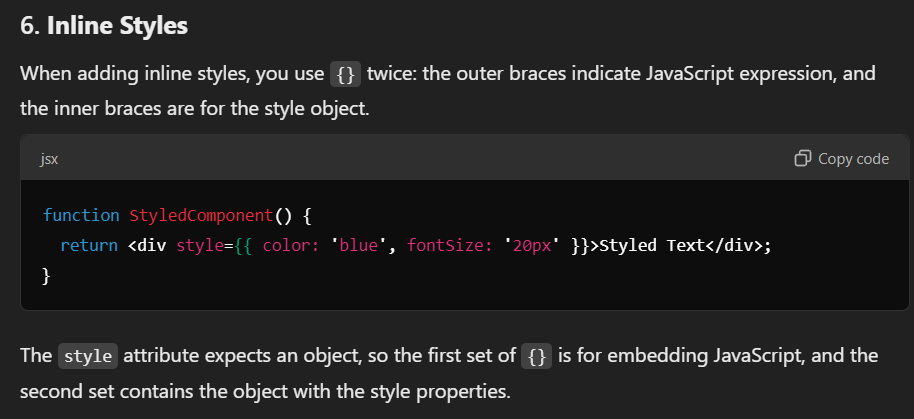 6. Inline Styles
When adding inline styles, you use {} twice: the outer braces indicate JavaScript expression, and
the inner braces are for the style object.
jsx
Copy code
function StyledComponent() {
  return <div style={{ color: 'blue', fontSize: '20px' }}>Styled Text</div>;
}
The style attribute expects an object, so the first set of {} is for embedding JavaScript, and the
second set contains the object with the style properties.